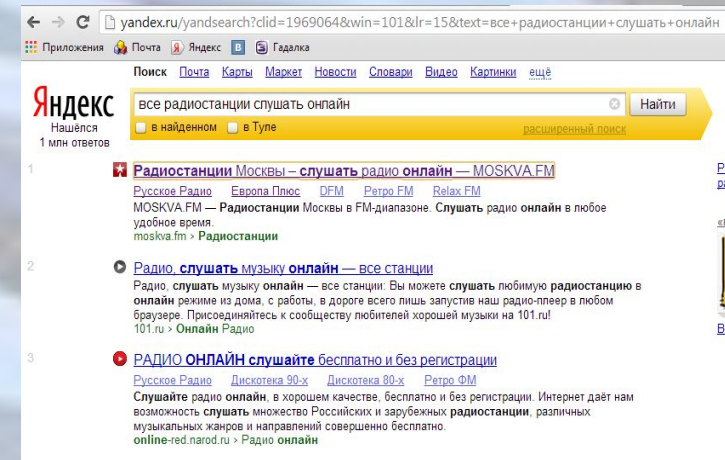 yandex.ru/yandsearch?clid=1969064&win=101&lr=15&text=все+радиостанции+слушать+онлайн
Приложения Почта Яндекс В Гадалка
Поиск Почта Карты Маркет Новости Словари Видео Картинки ещё
Яндекс
все радиостанции слушать онлайн Найти
Нашёлся
1 млн ответов
в найденном в Туле расширенный поиск
1 Радиостанции Москвы – слушать радио онлайн — MOSKVA.FM
Русское Радио Европа Плюс DFM Ретро FM Relax FM
MOSKVA.FM — Радиостанции Москвы в FM-диапазоне. Слушать радио онлайн в любое
удобное время.
moskva.fm › Радиостанции
2 Радио, слушать музыку онлайн — все станции
Радио, слушать музыку онлайн — все станции: Вы можете слушать любимую радиостанцию в
онлайн режиме из дома, с работы, в дороге всего лишь запустив наш радио-плеер в любом
браузере. Присоединяйтесь к сообществу любителей хорошей музыки на 101.ru!
101.ru › Онлайн Радио
3 РАДИО ОНЛАЙН слушайте бесплатно и без регистрации
Русское Радио Дискотека 90-х Дискотека 80-х Ретро ФМ
Слушайте радио онлайн, в хорошем качестве, бесплатно и без регистрации. Интернет даёт нам
возможность слушать множество Российских и зарубежных радиостанции, различных
музыкальных жанров и направлений совершенно бесплатно.
online-red.narod.ru › Радио онлайн